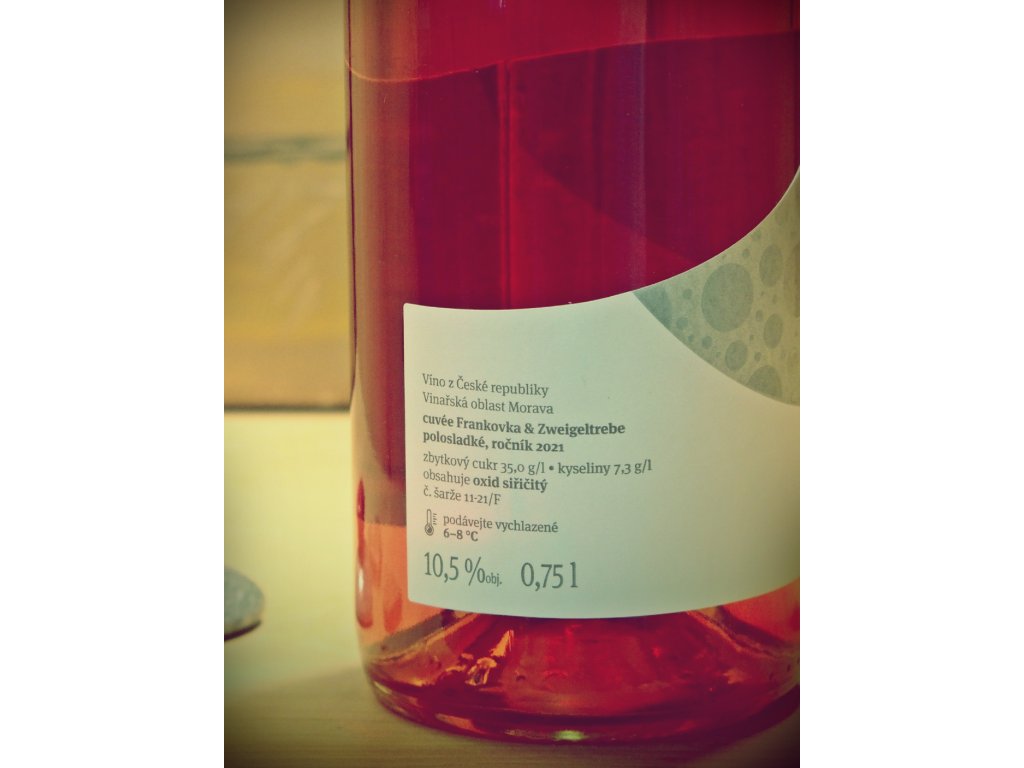 Víno z České republiky
Vinařská oblast Morava
cuvée Frankovka & Zweigeltrebe
polosladké, ročník 2021
zbytkový cukr 35,0 g/l • kyseliny 7,3 g/l
obsahuje oxid siřičitý
č. šarže 11-21/F
podávejte vychlazené
6–8 °C
10,5 %obj. 0,75 l